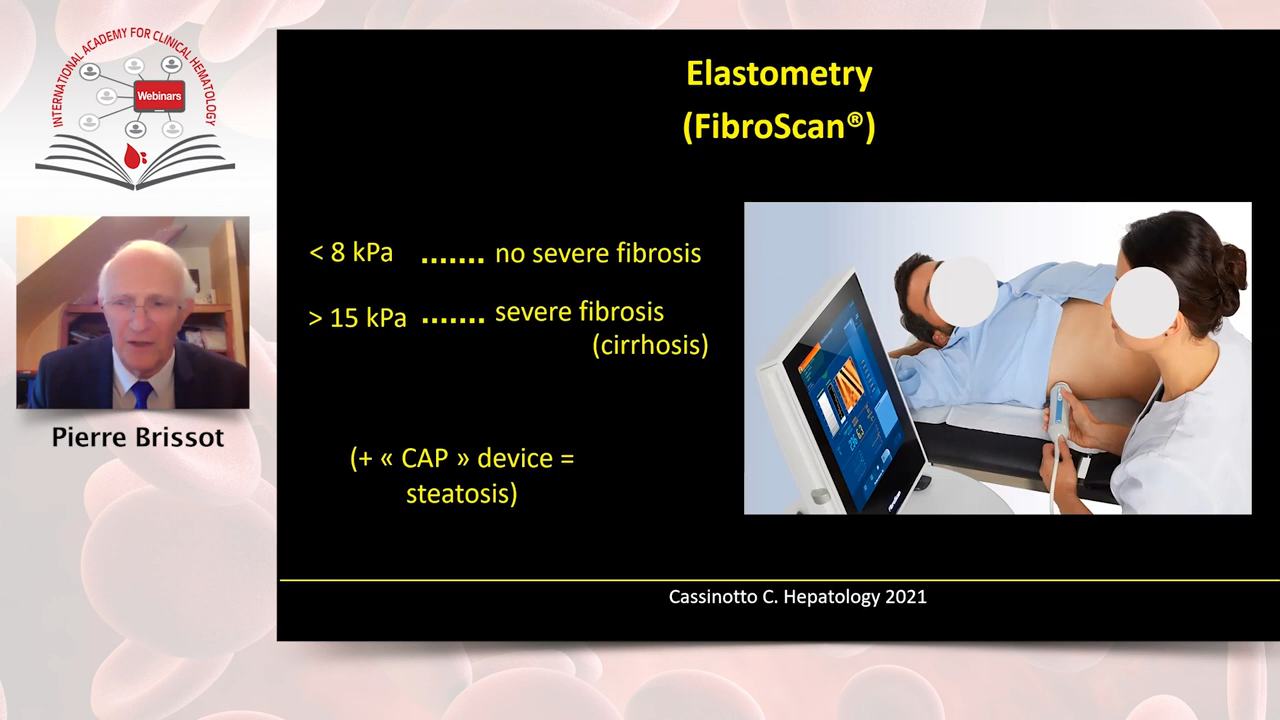 INTERNATIONAL ACADEMY FOR CLINICAL HEMATOLOGY
Webinars
Pierre Brissot
Elastometry
(FibroScan®)
< 8 kPa ....... no severe fibrosis
> 15 kPa ....... severe fibrosis
(cirrhosis)
(+ « CAP » device =
steatosis)
Cassinotto C. Hepatology 2021